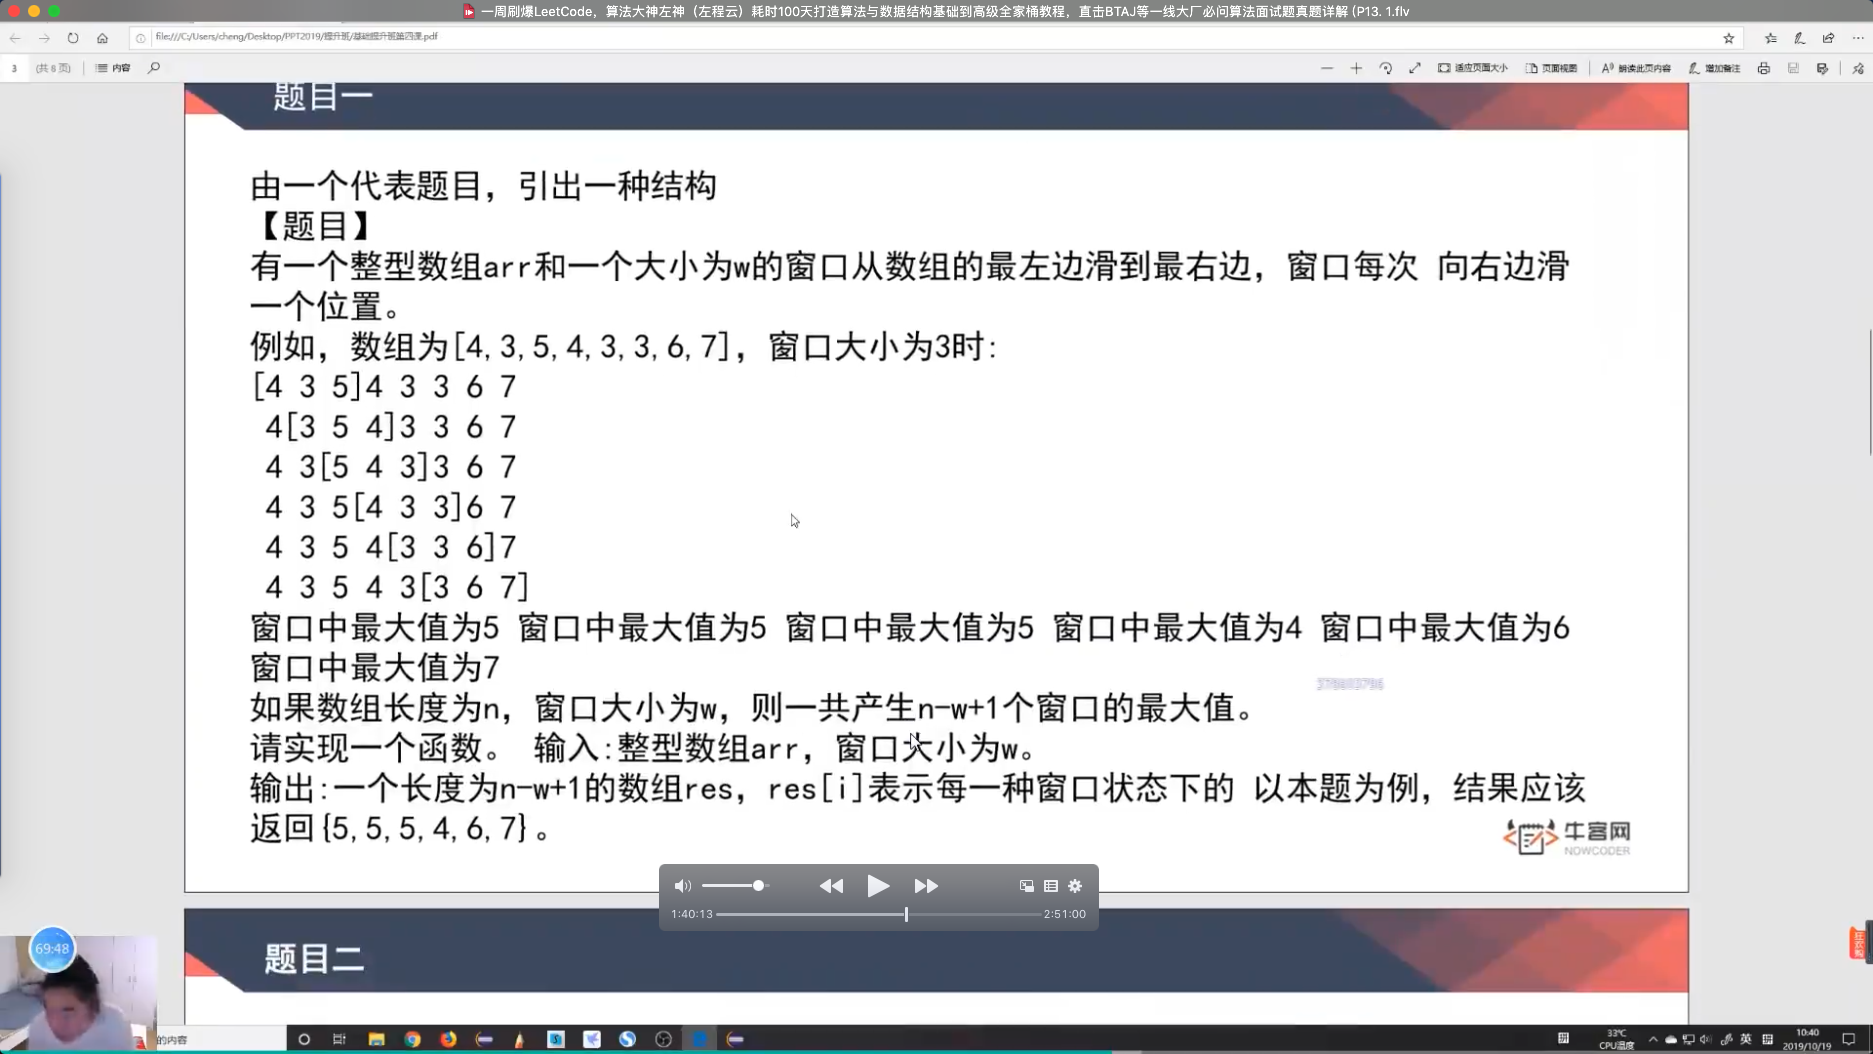 一周刷爆LeetCode，算法大神左神（左程云）耗时100天打造算法与数据结构基础到高级全家桶教程，直击BTAJ等一线大厂必问算法面试题真题详解 (P13. 1.flv
file:///C:/Users/cheng/Desktop/PPT2019/提升班/基础提升班第四课.pdf
3 (共 8 页) 内容 适应页面大小 页面视图 朗读此页内容 增加备注
题目一
由一个代表题目，引出一种结构
【题目】
有一个整型数组arr和一个大小为w的窗口从数组的最左边滑到最右边，窗口每次 向右边滑
一个位置。
例如，数组为[4,3,5,4,3,3,6,7]，窗口大小为3时:
[4 3 5]4 3 3 6 7
4[3 5 4]3 3 6 7
4 3[5 4 3]3 6 7
4 3 5[4 3 3]6 7
4 3 5 4[3 3 6]7
4 3 5 4 3[3 6 7]
窗口中最大值为5 窗口中最大值为5 窗口中最大值为5 窗口中最大值为4 窗口中最大值为6
窗口中最大值为7
如果数组长度为n，窗口大小为w，则一共产生n-w+1个窗口的最大值。
请实现一个函数。 输入:整型数组arr，窗口大小为w。
输出:一个长度为n-w+1的数组res，res[i]表示每一种窗口状态下的 以本题为例，结果应该
返回{5,5,5,4,6,7}。
牛客网
NOWCODER
1:40:13 2:51:00
69:48
题目二
的内容
33℃
CPU温度
英
10:40
2019/10/19